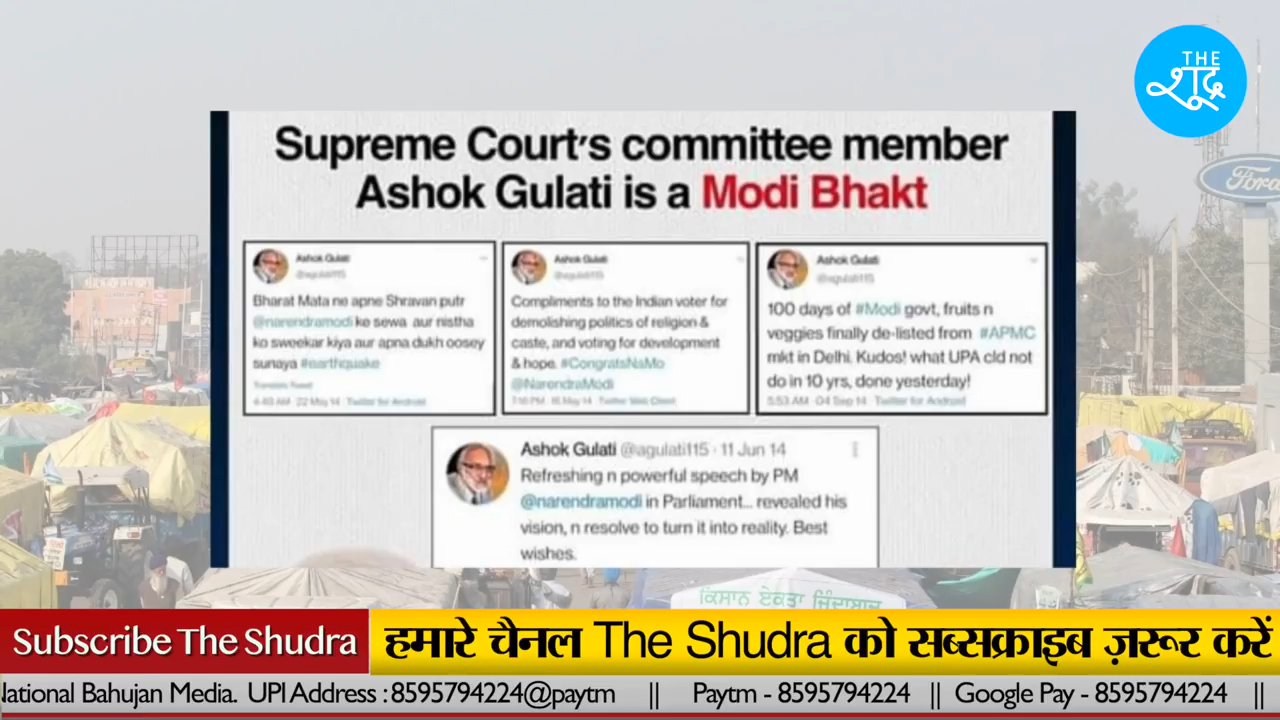 THE
शूद्र
Ford
Supreme Court's committee member
Ashok Gulati is a Modi Bhakt
Ashok Gulati
@agulati115
Bharat Mata ne apne Shravan putr
@narendramodi ke sewa aur nistha
ko sweekar kiya aur apna dukh oosey
sunaya #earthquake
Translate Tweet
4:49 AM · 22 May 14 · Twitter for Android
Ashok Gulati
@agulati115
Compliments to the Indian voter for
demolishing politics of religion &
caste, and voting for development
& hope. #CongratsNaMo
@NarendraModi
7:16 PM · 16 May 14 · Twitter Web Client
Ashok Gulati
@agulati115
100 days of #Modi govt, fruits n
veggies finally de-listed from #APMC
mkt in Delhi. Kudos! what UPA cld not
do in 10 yrs, done yesterday!
5:53 AM · 04 Sep 14 · Twitter for Android
Ashok Gulati @agulati115 · 11 Jun 14
Refreshing n powerful speech by PM
@narendramodi in Parliament... revealed his
vision, n resolve to turn it into reality. Best
wishes.
ਕਿਸਾਨ ਏਕਤਾ ਜ਼ਿੰਦਾਬਾਦ
Subscribe The Shudra
हमारे चैनल The Shudra को सब्सक्राइब ज़रूर करें
National Bahujan Media. UPI Address : 8595794224@paytm || Paytm - 8595794224 || Google Pay - 8595794224 ||